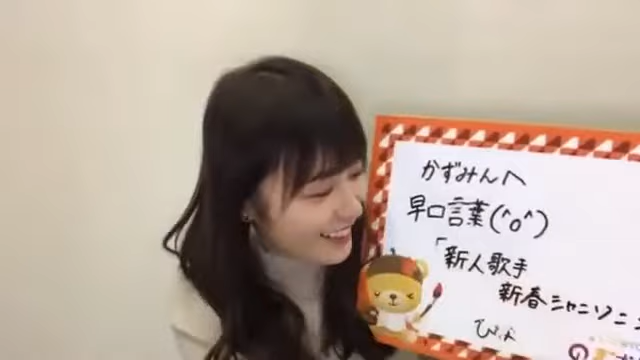 かずみんへ
早口言葉(^o^)
「新人歌手
新春シャンソンシ
の